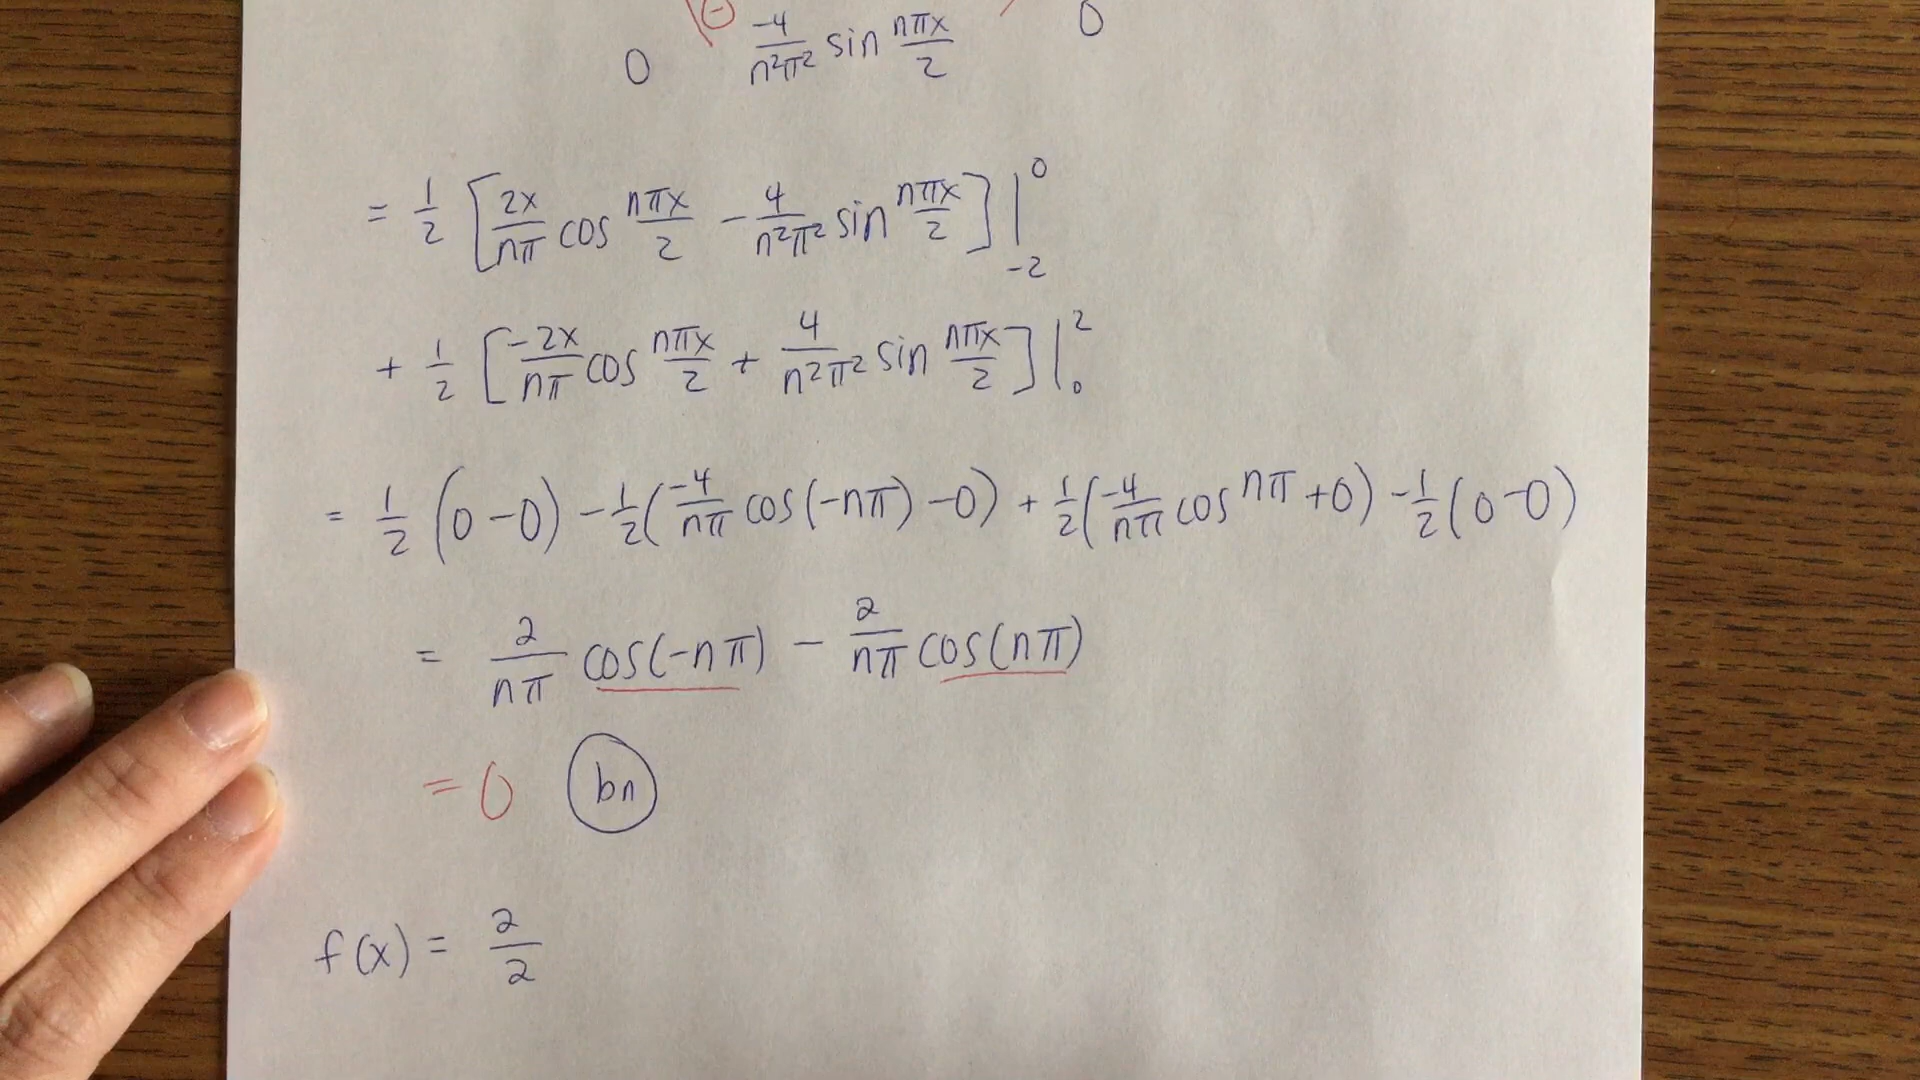 ⊖
0 -4/n²π² sin nπx/2 0
= 1/2 [2x/nπ cos nπx/2 - 4/n²π² sin nπx/2] |⁰₋₂
+ 1/2 [-2x/nπ cos nπx/2 + 4/n²π² sin nπx/2] |²₀
= 1/2 (0-0) - 1/2(-4/nπ cos(-nπ) - 0) + 1/2(-4/nπ cos nπ + 0) - 1/2(0-0)
= 2/nπ cos(-nπ) - 2/nπ cos(nπ)
= 0 bn
f(x) = 2/2